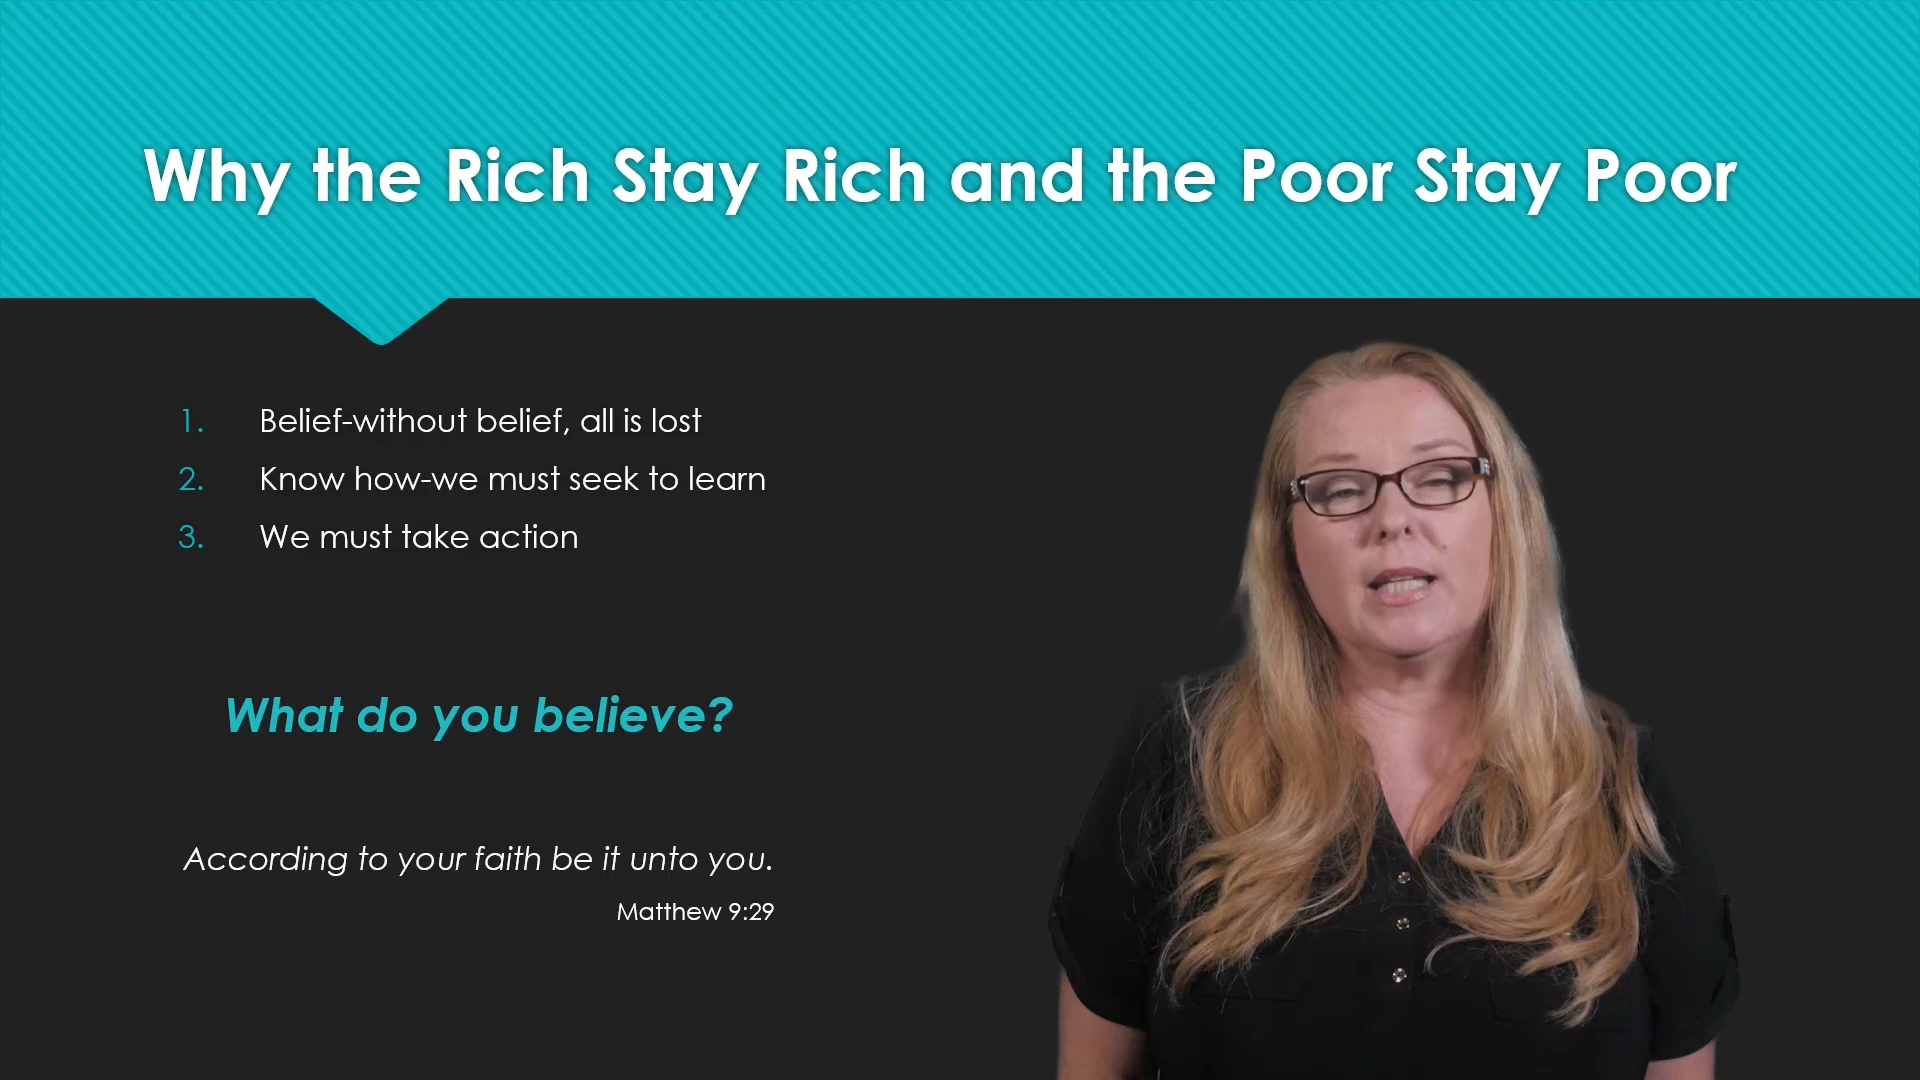 Why the Rich Stay Rich and the Poor Stay Poor
1. Belief-without belief, all is lost
2. Know how-we must seek to learn
3. We must take action
What do you believe?
According to your faith be it unto you.
Matthew 9:29